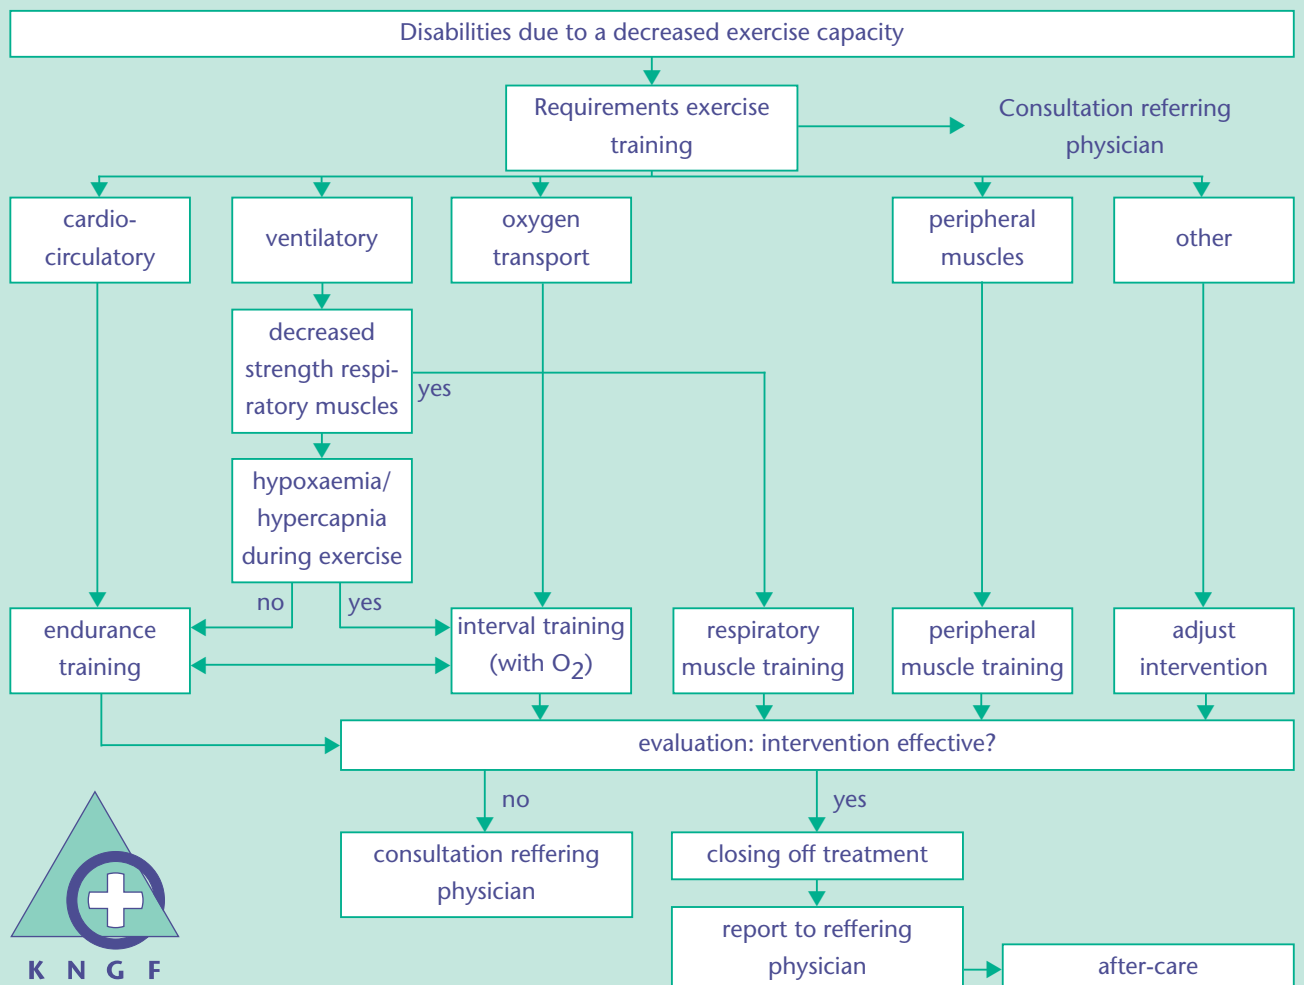 Disabilities due to a decreased exercise capacity
Requirements exercise
training
Consultation referring
physician
cardio-
circulatory
ventilatory
oxygen
transport
peripheral
muscles
other
decreased
strength respi-
ratory muscles
yes
hypoxaemia/
hypercapnia
during exercise
no
yes
endurance
training
interval training
(with O2)
respiratory
muscle training
peripheral
muscle training
adjust
intervention
evaluation: intervention effective?
no
yes
consultation reffering
physician
closing off treatment
report to reffering
physician
after-care
K N G F